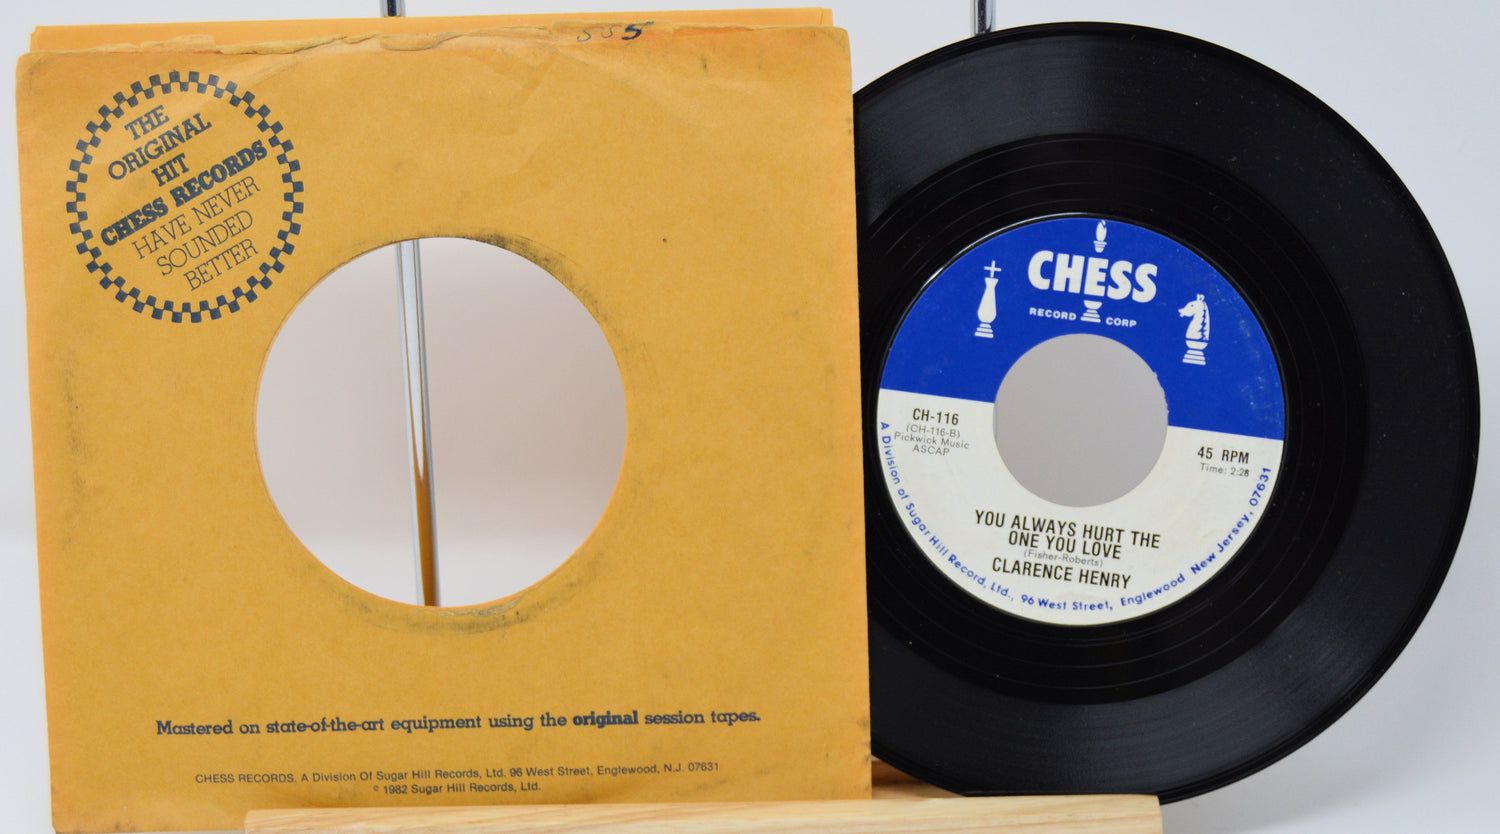 555
THE
ORIGINAL
HIT
CHESS RECORDS
HAVE NEVER
SOUNDED
BETTER
Mastered on state-of-the-art equipment using the original session tapes.
CHESS RECORDS, A Division Of Sugar Hill Records, Ltd. 96 West Street, Englewood, N.J. 07631
© 1982 Sugar Hill Records, Ltd.
CHESS
RECORD CORP
CH-116
(CH-116-B)
Pickwick Music
ASCAP
45 RPM
Time: 2:28
YOU ALWAYS HURT THE
ONE YOU LOVE
(Fisher-Roberts)
CLARENCE HENRY
A Division of Sugar Hill Record, Ltd., 96 West Street, Englewood New Jersey, 07631